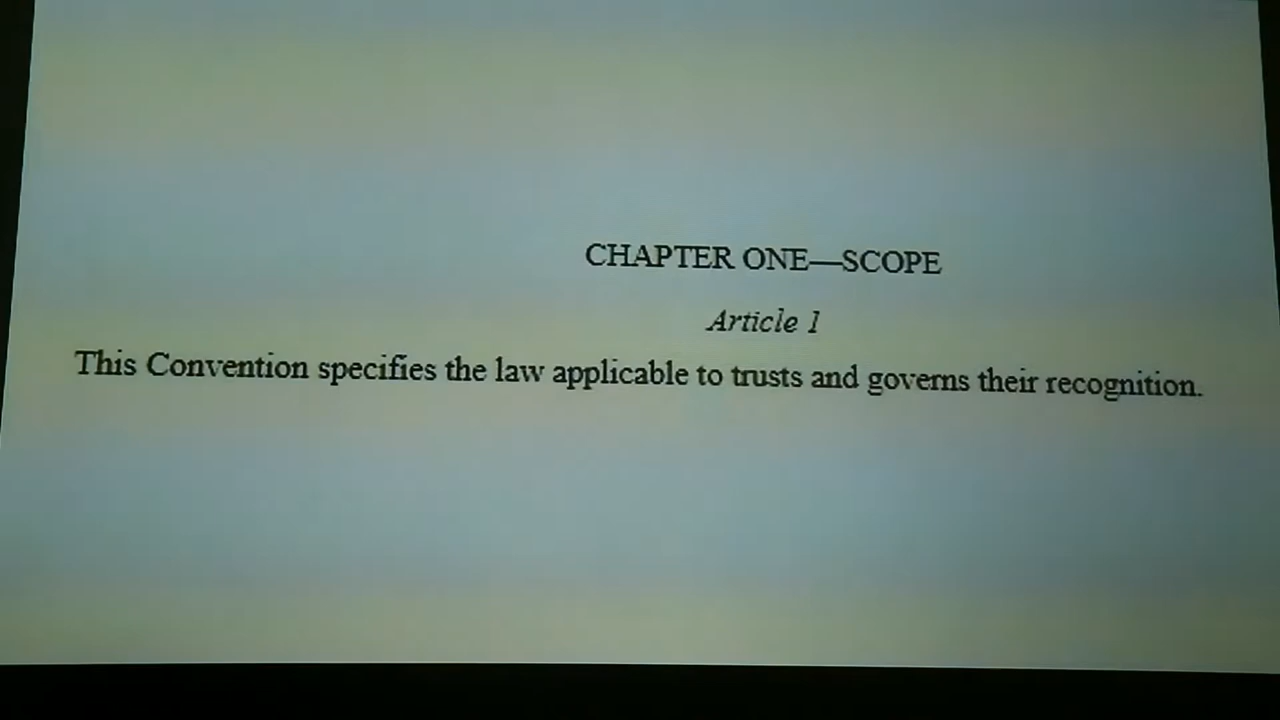 CHAPTER ONE—SCOPE
Article 1
This Convention specifies the law applicable to trusts and governs their recognition.